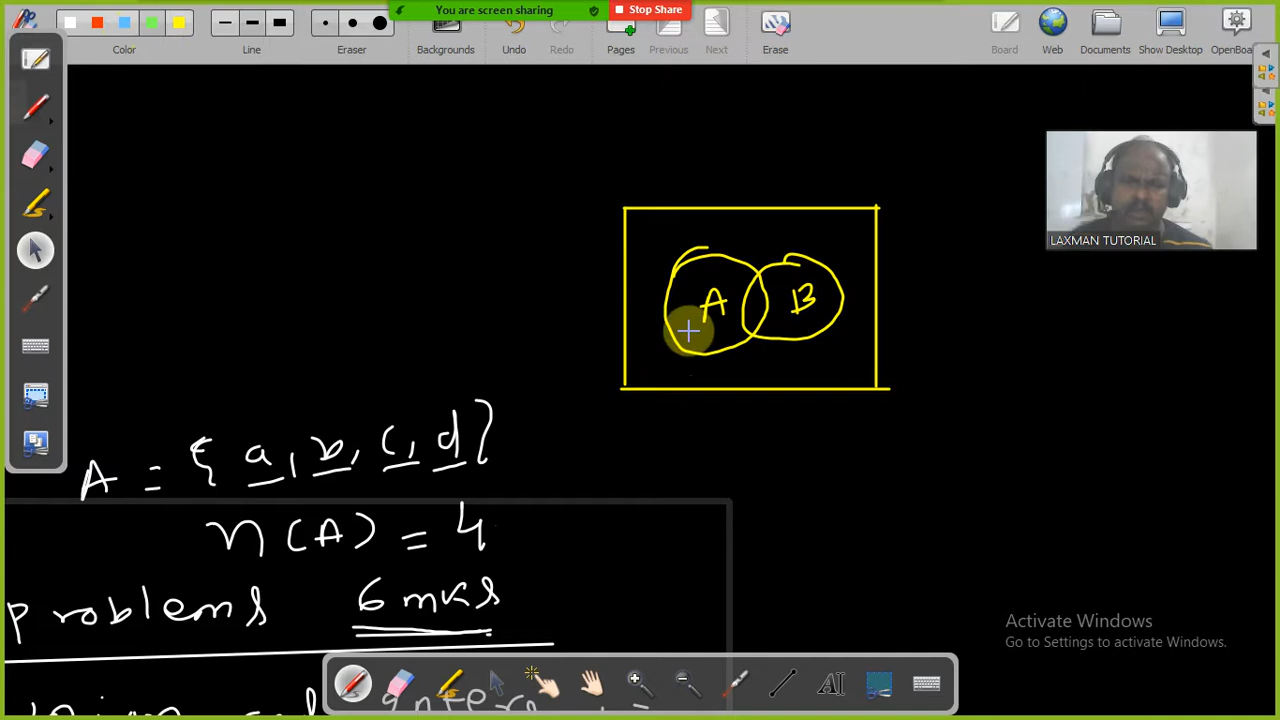 You are screen sharing
Stop Share
Color
Line
Eraser
Backgrounds
Undo
Redo
Pages
Previous
Next
Erase
Board
Web
Documents
Show Desktop
OpenBoa
LAXMAN TUTORIAL
A B
A = { a, b, c, d }
n(A) = 4
problems 6 mks
Activate Windows
Go to Settings to activate Windows.